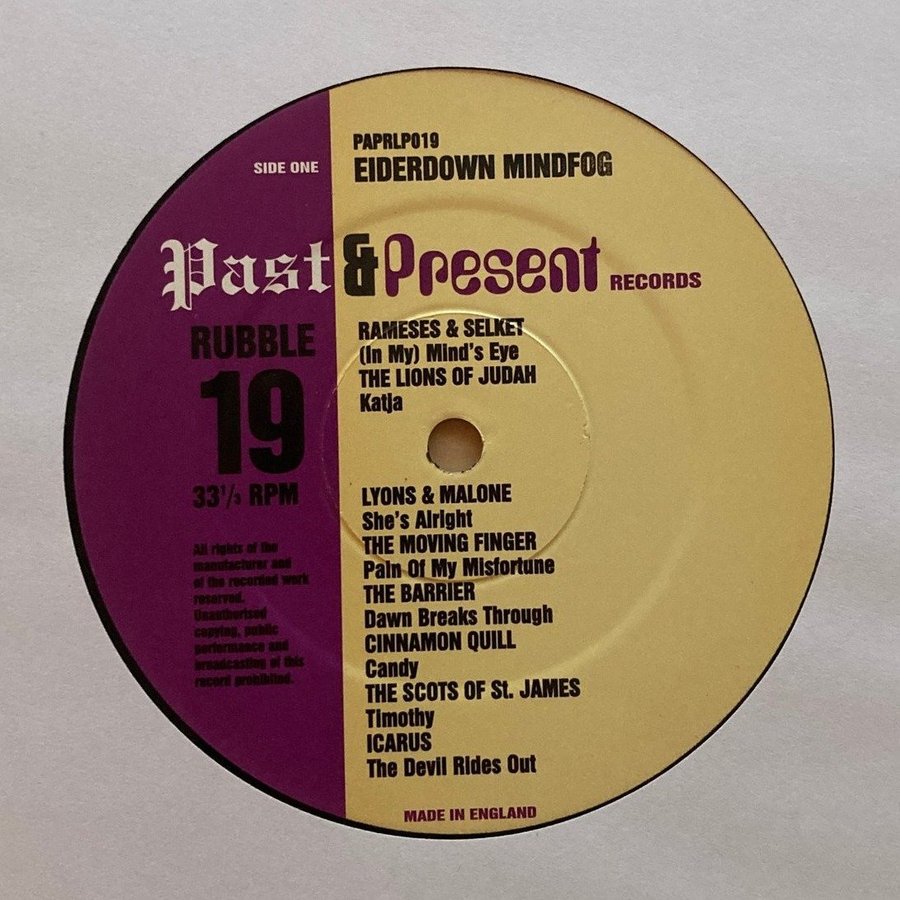 PAPRLP019
SIDE ONE
EIDERDOWN MINDFOG
Past & Present RECORDS
RUBBLE
19
33⅓ RPM
All rights of the
manufacturer and
of the recorded work
reserved.
Unauthorised
copying, public
performance and
broadcasting of this
record prohibited.
RAMESES & SELKET
(In My) Mind's Eye
THE LIONS OF JUDAH
Katja
LYONS & MALONE
She's Alright
THE MOVING FINGER
Pain Of My Misfortune
THE BARRIER
Dawn Breaks Through
CINNAMON QUILL
Candy
THE SCOTS OF St. JAMES
Timothy
ICARUS
The Devil Rides Out
MADE IN ENGLAND